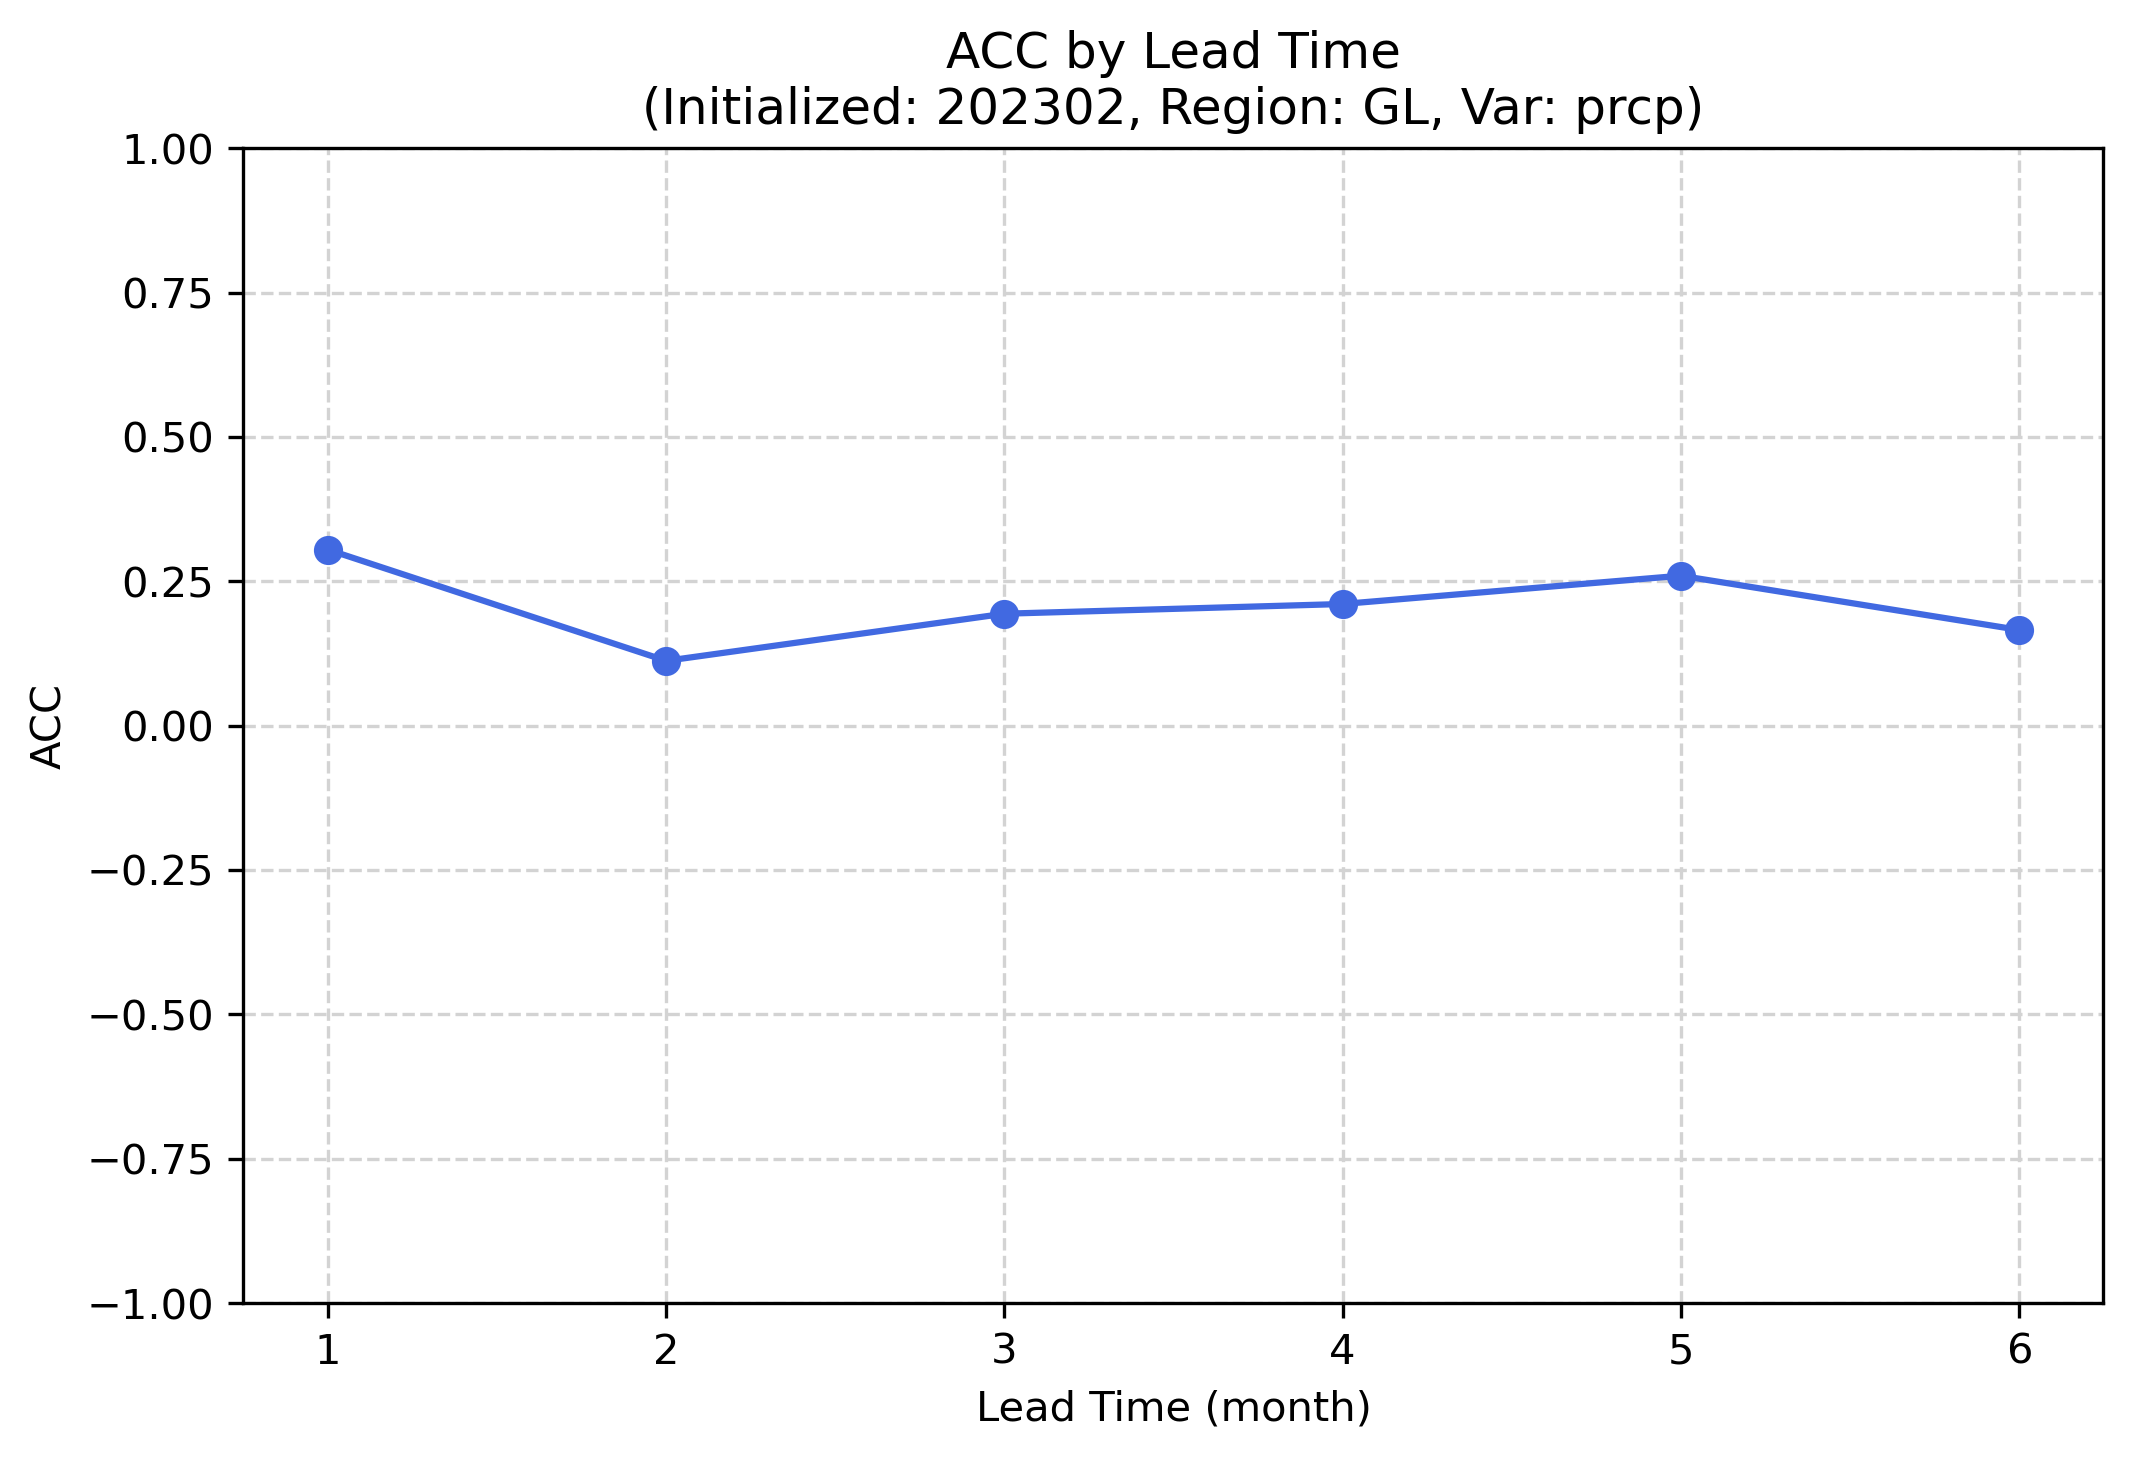 ACC by Lead Time
(Initialized: 202302, Region: GL, Var: prcp)
1.00
0.75
0.50
0.25
0.00
−0.25
−0.50
−0.75
−1.00
ACC
1 2 3 4 5 6
Lead Time (month)